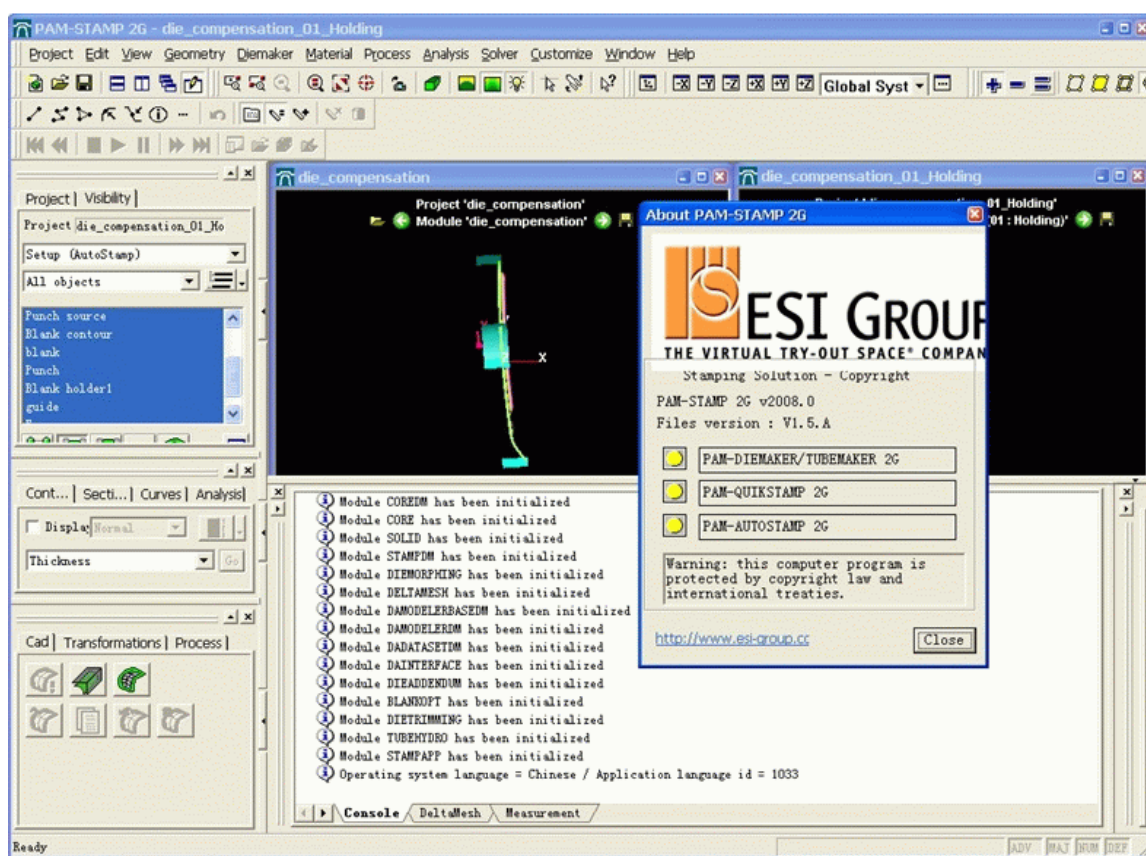 PAM-STAMP 2G - die_compensation_01_Holding
Project Edit View Geometry Diemaker Material Process Analysis Solver Customize Window Help
Global Syst
Project Visibility
Project die_compensation_01_Ho
Setup (AutoStamp)
All objects
Punch source
Blank contour
blank
Punch
Blank holder1
guide
Cont... Secti... Curves Analysis
Display Normal
Thickness
Go
Cad Transformations Process
die_compensation
Project 'die_compensation'
Module 'die_compensation'
X
die_compensation_01_Holding
01_Holding'
01 : Holding)'
About PAM-STAMP 2G
ESI GROUP
THE VIRTUAL TRY-OUT SPACE® COMPAN
Stamping Solution - Copyright
PAM-STAMP 2G v2008.0
Files version : V1.5.A
PAM-DIEMAKER/TUBEMAKER 2G
PAM-QUIKSTAMP 2G
PAM-AUTOSTAMP 2G
Warning: this computer program is
protected by copyright law and
international treaties.
http://www.esi-group.cc
Close
Module COREDM has been initialized
Module CORE has been initialized
Module SOLID has been initialized
Module STAMPDM has been initialized
Module DIEMORPHING has been initialized
Module DELTAMESH has been initialized
Module DAMODELERBASEDM has been initialized
Module DAMODELERDM has been initialized
Module DADATASETDM has been initialized
Module DAINTERFACE has been initialized
Module DIEADDENDUM has been initialized
Module BLANKOPT has been initialized
Module DIETRIMMING has been initialized
Module TUBEHYDRO has been initialized
Module STAMPAPP has been initialized
Operating system language = Chinese / Application language id = 1033
Console DeltaMesh Measurement
Ready
ADV MAJ NUM DEF